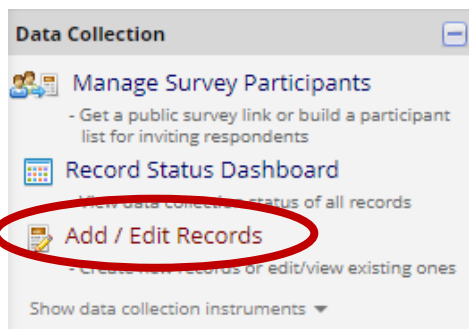 Data Collection
Manage Survey Participants
- Get a public survey link or build a participant
list for inviting respondents
Record Status Dashboard
- View data collection status of all records
Add / Edit Records
- Create new records or edit/view existing ones
Show data collection instruments